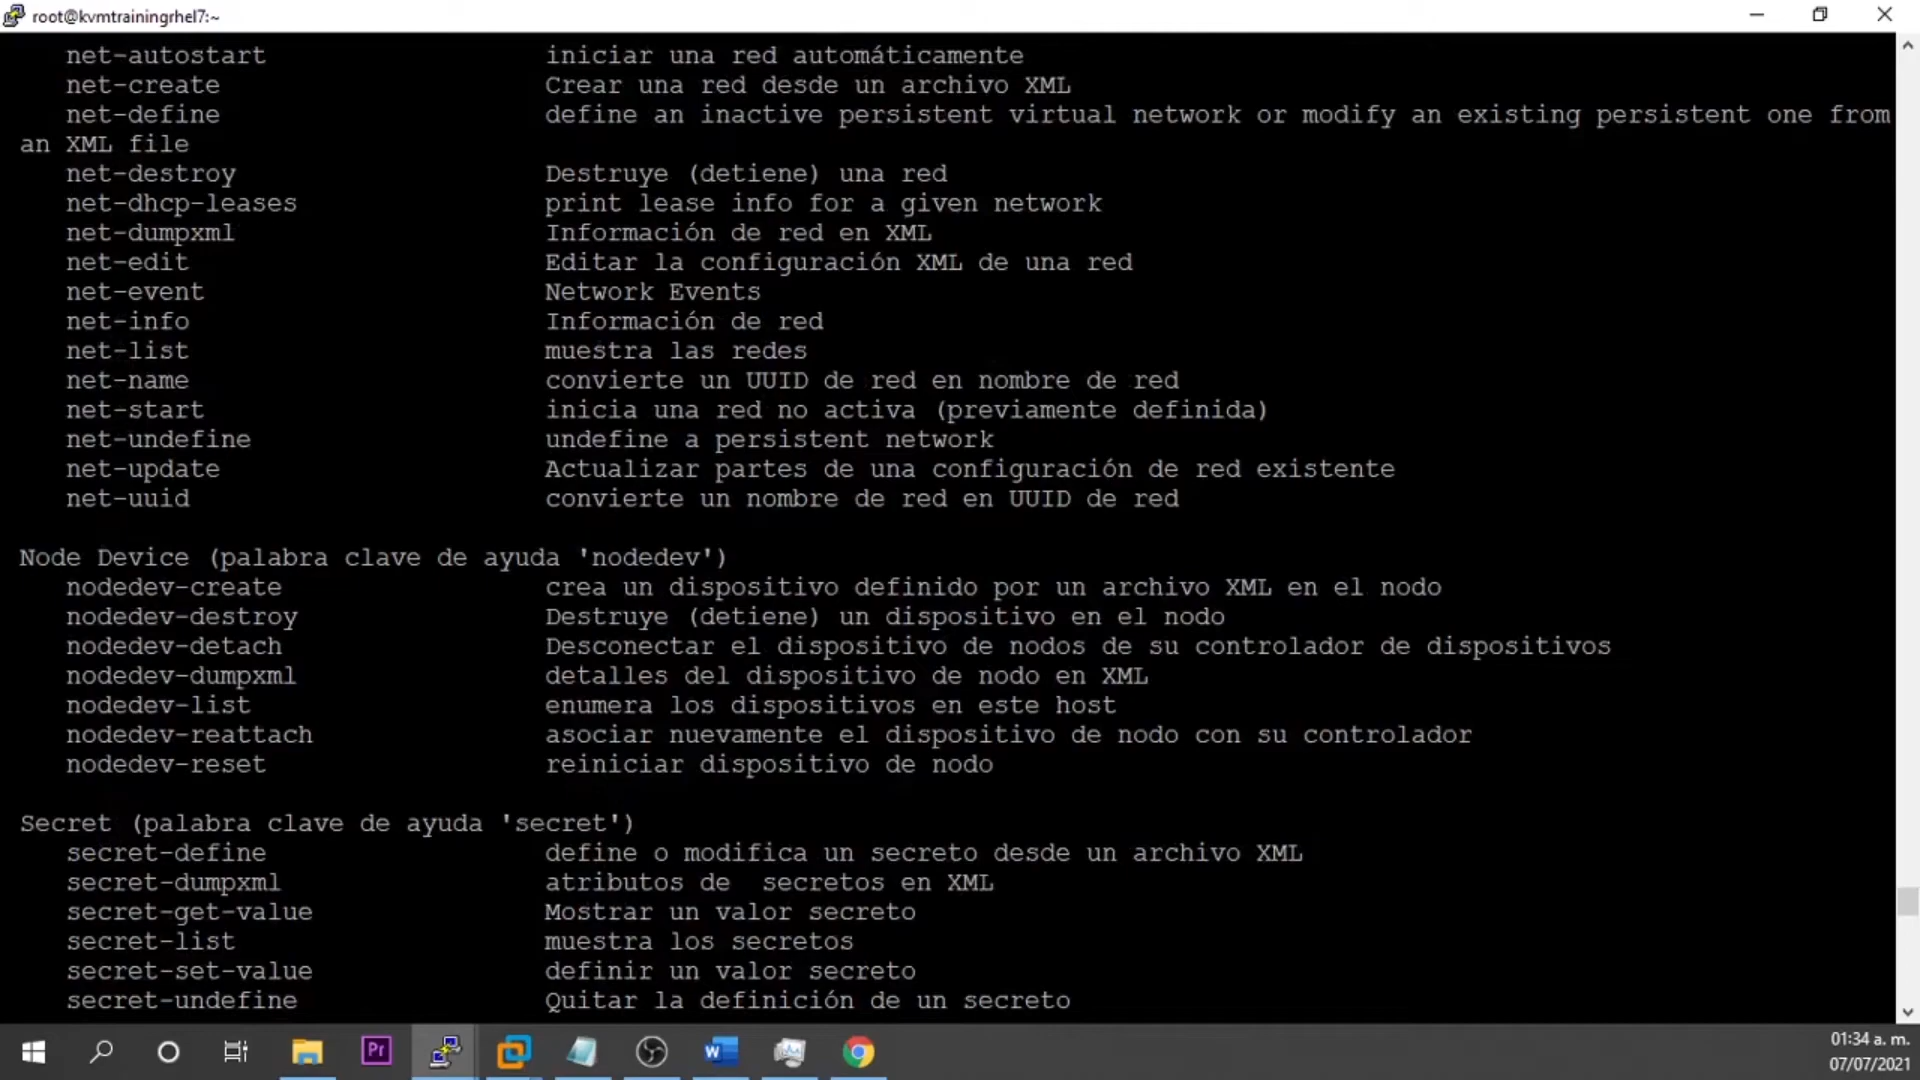 root@kvmtrainingrhel7:~
net-autostart iniciar una red automáticamente
net-create Crear una red desde un archivo XML
net-define define an inactive persistent virtual network or modify an existing persistent one from
an XML file
net-destroy Destruye (detiene) una red
net-dhcp-leases print lease info for a given network
net-dumpxml Información de red en XML
net-edit Editar la configuración XML de una red
net-event Network Events
net-info Información de red
net-list muestra las redes
net-name convierte un UUID de red en nombre de red
net-start inicia una red no activa (previamente definida)
net-undefine undefine a persistent network
net-update Actualizar partes de una configuración de red existente
net-uuid convierte un nombre de red en UUID de red
Node Device (palabra clave de ayuda 'nodedev')
nodedev-create crea un dispositivo definido por un archivo XML en el nodo
nodedev-destroy Destruye (detiene) un dispositivo en el nodo
nodedev-detach Desconectar el dispositivo de nodos de su controlador de dispositivos
nodedev-dumpxml detalles del dispositivo de nodo en XML
nodedev-list enumera los dispositivos en este host
nodedev-reattach asociar nuevamente el dispositivo de nodo con su controlador
nodedev-reset reiniciar dispositivo de nodo
Secret (palabra clave de ayuda 'secret')
secret-define define o modifica un secreto desde un archivo XML
secret-dumpxml atributos de  secretos en XML
secret-get-value Mostrar un valor secreto
secret-list muestra los secretos
secret-set-value definir un valor secreto
secret-undefine Quitar la definición de un secreto
Pr
W
01:34 a. m.
07/07/2021